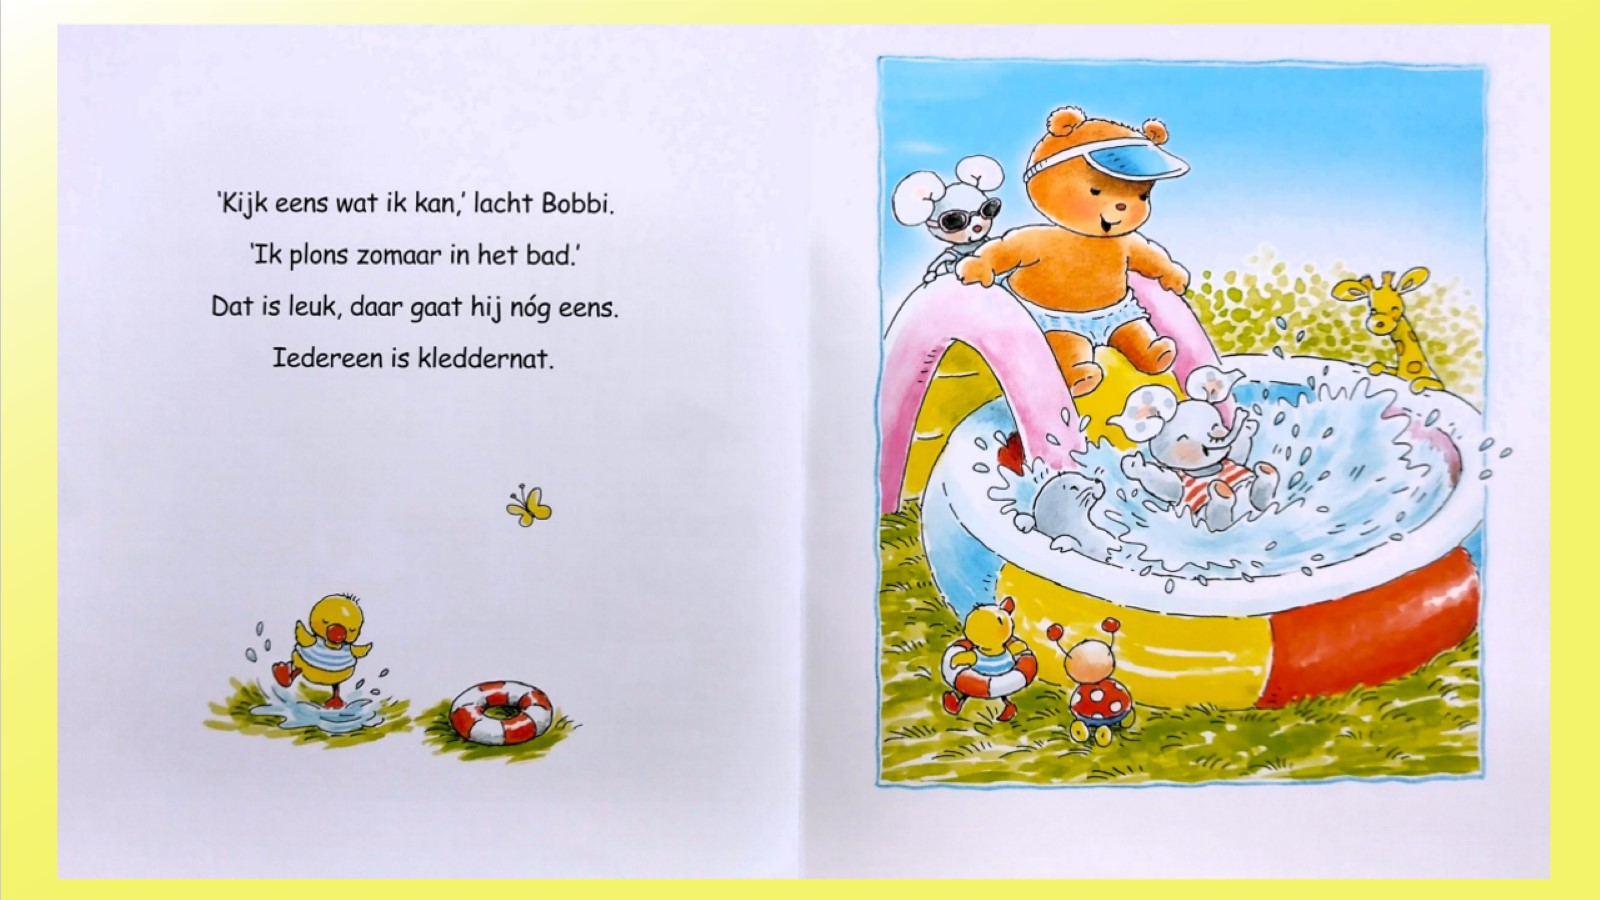 ‘Kijk eens wat ik kan,’ lacht Bobbi.
‘Ik plons zomaar in het bad.’
Dat is leuk, daar gaat hij nóg eens.
Iedereen is kleddernat.